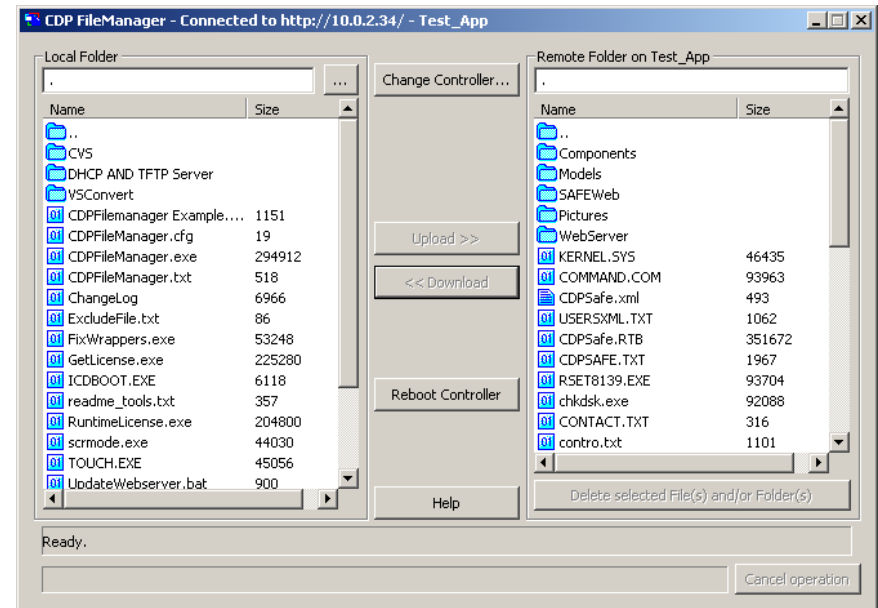 CDP FileManager - Connected to http://10.0.2.34/ - Test_App
Local Folder
.
...
Name Size
..
CVS
DHCP AND TFTP Server
VSConvert
CDPFilemanager Example.... 1151
CDPFileManager.cfg 19
CDPFileManager.exe 294912
CDPFileManager.txt 518
ChangeLog 6966
ExcludeFile.txt 86
FixWrappers.exe 53248
GetLicense.exe 225280
ICDBOOT.EXE 6118
readme_tools.txt 357
RuntimeLicense.exe 204800
scrmode.exe 44030
TOUCH.EXE 45056
UpdateWebserver.bat 900
Change Controller...
Upload >>
<< Download
Reboot Controller
Help
Remote Folder on Test_App
.
Name Size
..
Components
Models
SAFEWeb
Pictures
WebServer
KERNEL.SYS 46435
COMMAND.COM 93963
CDPSafe.xml 493
USERSXML.TXT 1062
CDPSafe.RTB 351672
CDPSAFE.TXT 1967
RSET8139.EXE 93704
chkdsk.exe 92088
CONTACT.TXT 316
contro.txt 1101
Delete selected File(s) and/or Folder(s)
Ready.
Cancel operation